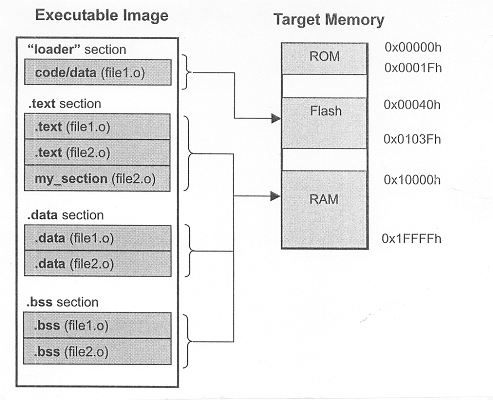 Executable Image
"loader" section
code/data (file1.o)
.text section
.text (file1.o)
.text (file2.o)
my_section (file2.o)
.data section
.data (file1.o)
.data (file2.o)
.bss section
.bss (file1.o)
.bss (file2.o)
Target Memory
ROM
0x00000h
0x0001Fh
Flash
0x00040h
0x0103Fh
RAM
0x10000h
0x1FFFFh